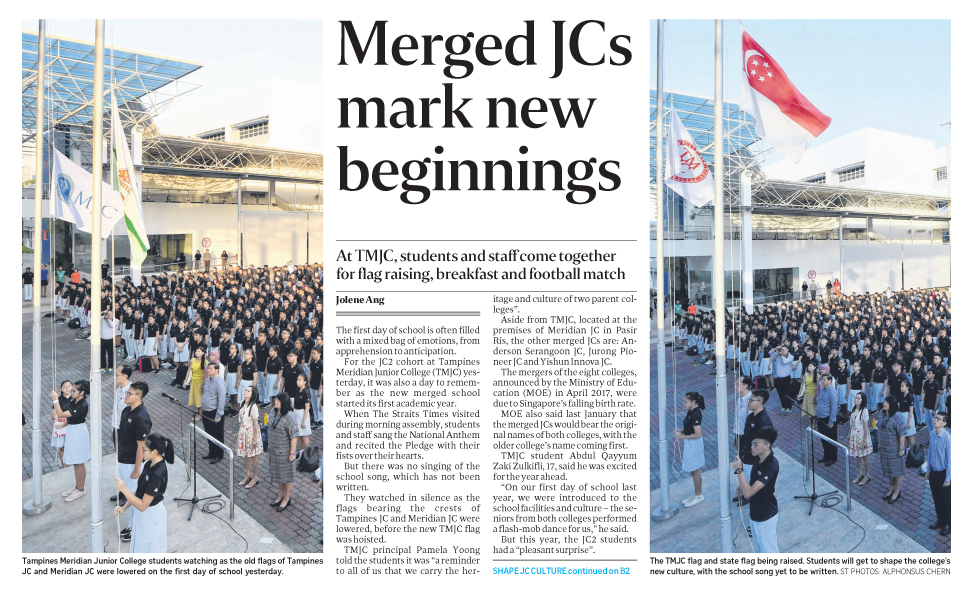 Merged JCs
mark new
beginnings
At TMJC, students and staff come together
for flag raising, breakfast and football match
Jolene Ang
The first day of school is often filled
with a mixed bag of emotions, from
apprehension to anticipation.
For the JC2 cohort at Tampines
Meridian Junior College (TMJC) yes-
terday, it was also a day to remem-
ber as the new merged school
started its first academic year.
When The Straits Times visited
during morning assembly, students
and staff sang the National Anthem
and recited the Pledge with their
fists over their hearts.
But there was no singing of the
school song, which has not been
written.
They watched in silence as the
flags bearing the crests of
Tampines JC and Meridian JC were
lowered, before the new TMJC flag
was hoisted.
TMJC principal Pamela Yoong
told the students it was “a reminder
to all of us that we carry the her-
itage and culture of two parent col-
leges”.
Aside from TMJC, located at the
premises of Meridian JC in Pasir
Ris, the other merged JCs are: An-
derson Serangoon JC, Jurong Pio-
neer JC and Yishun Innova JC.
The mergers of the eight colleges,
announced by the Ministry of Edu-
cation (MOE) in April 2017, were
due to Singapore’s falling birth rate.
MOE also said last January that
the merged JCs would bear the origi-
nal names of both colleges, with the
older college’s name coming first.
TMJC student Abdul Qayyum
Zaki Zulkifli, 17, said he was excited
for the year ahead.
“On our first day of school last
year, we were introduced to the
school facilities and culture – the se-
niors from both colleges performed
a flash-mob dance for us,” he said.
But this year, the JC2 students
had a “pleasant surprise”.
SHAPE JC CULTURE continued on B2
Tampines Meridian Junior College students watching as the old flags of Tampines
JC and Meridian JC were lowered on the first day of school yesterday.
The TMJC flag and state flag being raised. Students will get to shape the college’s
new culture, with the school song yet to be written. ST PHOTOS: ALPHONSUS CHERN